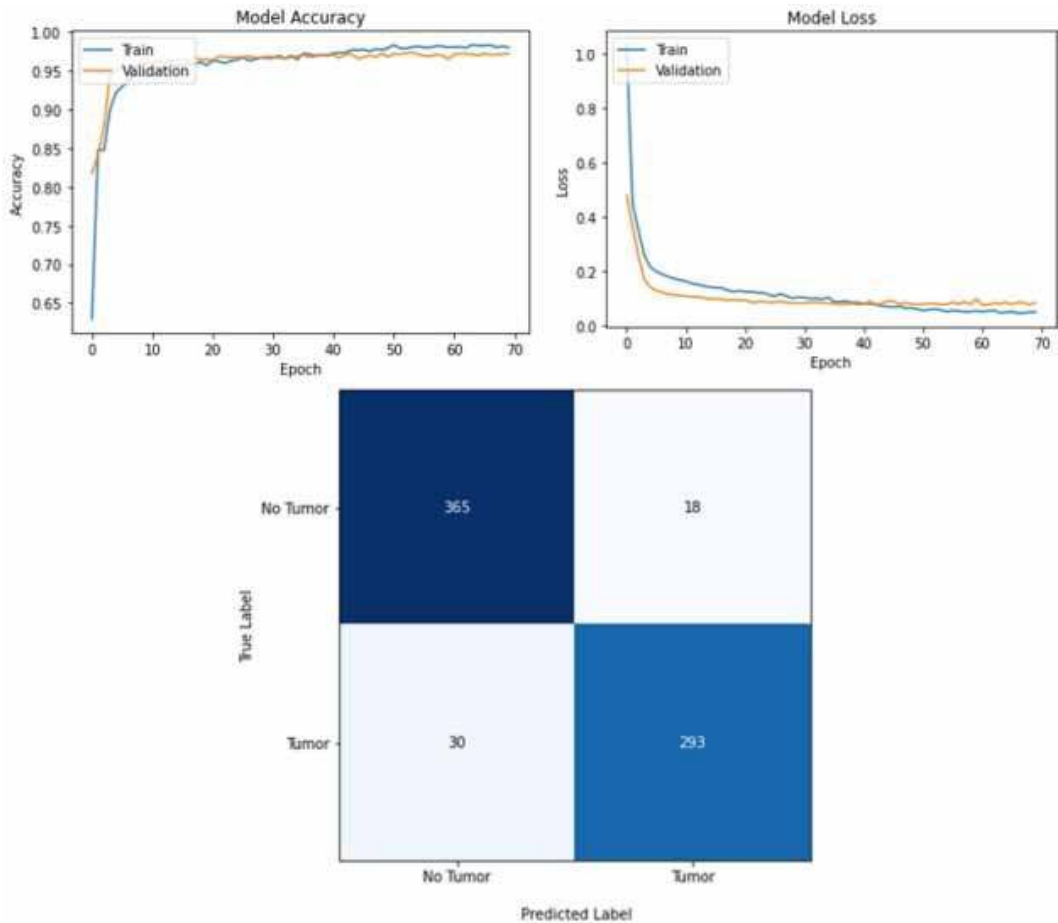 Model Accuracy
Train
Validation
1.00
0.95
0.90
0.85
0.80
0.75
0.70
0.65
Accuracy
0 10 20 30 40 50 60 70
Epoch
Model Loss
Train
Validation
1.0
0.8
0.6
0.4
0.2
0.0
Loss
0 10 20 30 40 50 60 70
Epoch
True Label
No Tumor
365 18
Tumor
30 293
No Tumor Tumor
Predicted Label